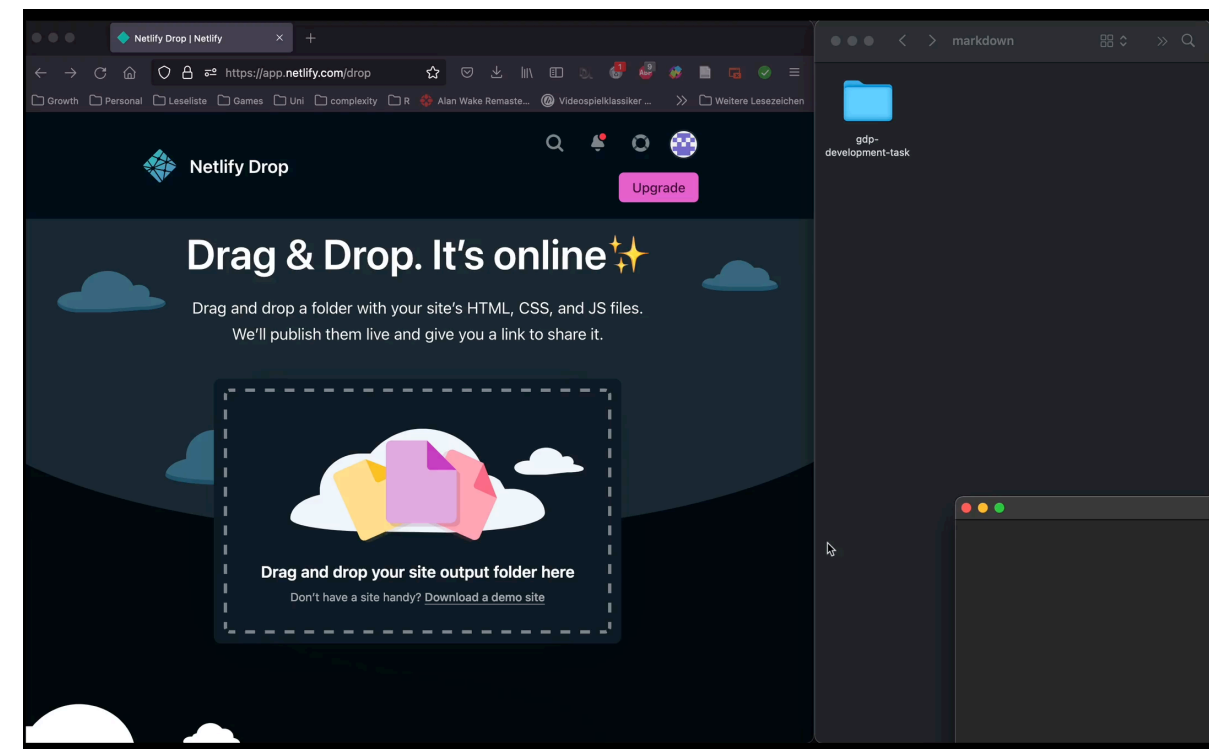 Netlify Drop | Netlify
https://app.netlify.com/drop
Growth Personal Leseliste Games Uni complexity R Alan Wake Remaste... Videospielklassiker ... Weitere Lesezeichen
Netlify Drop
Upgrade
Drag & Drop. It's online✨
Drag and drop a folder with your site's HTML, CSS, and JS files.
We'll publish them live and give you a link to share it.
Drag and drop your site output folder here
Don't have a site handy? Download a demo site
markdown
gdp-
development-task